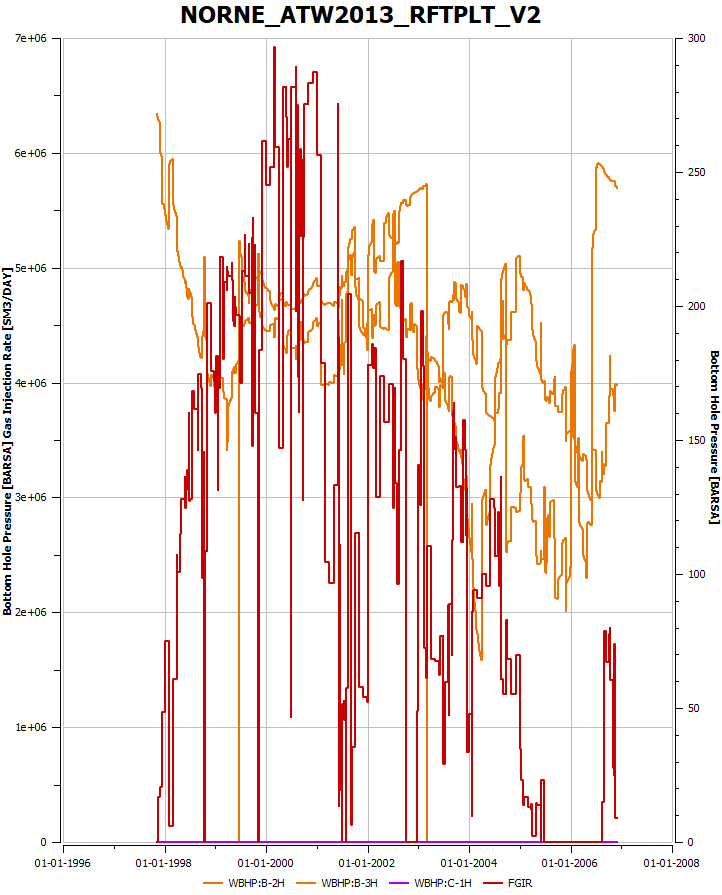 NORNE_ATW2013_RFTPLT_V2
7e+06
6e+06
5e+06
4e+06
3e+06
2e+06
1e+06
0
Bottom Hole Pressure [BARSA] Gas Injection Rate [SM3/DAY]
300
250
200
150
100
50
0
Bottom Hole Pressure [BARSA]
01-01-1996 01-01-1998 01-01-2000 01-01-2002 01-01-2004 01-01-2006 01-01-2008
WBHP:B-2H WBHP:B-3H WBHP:C-1H FGIR